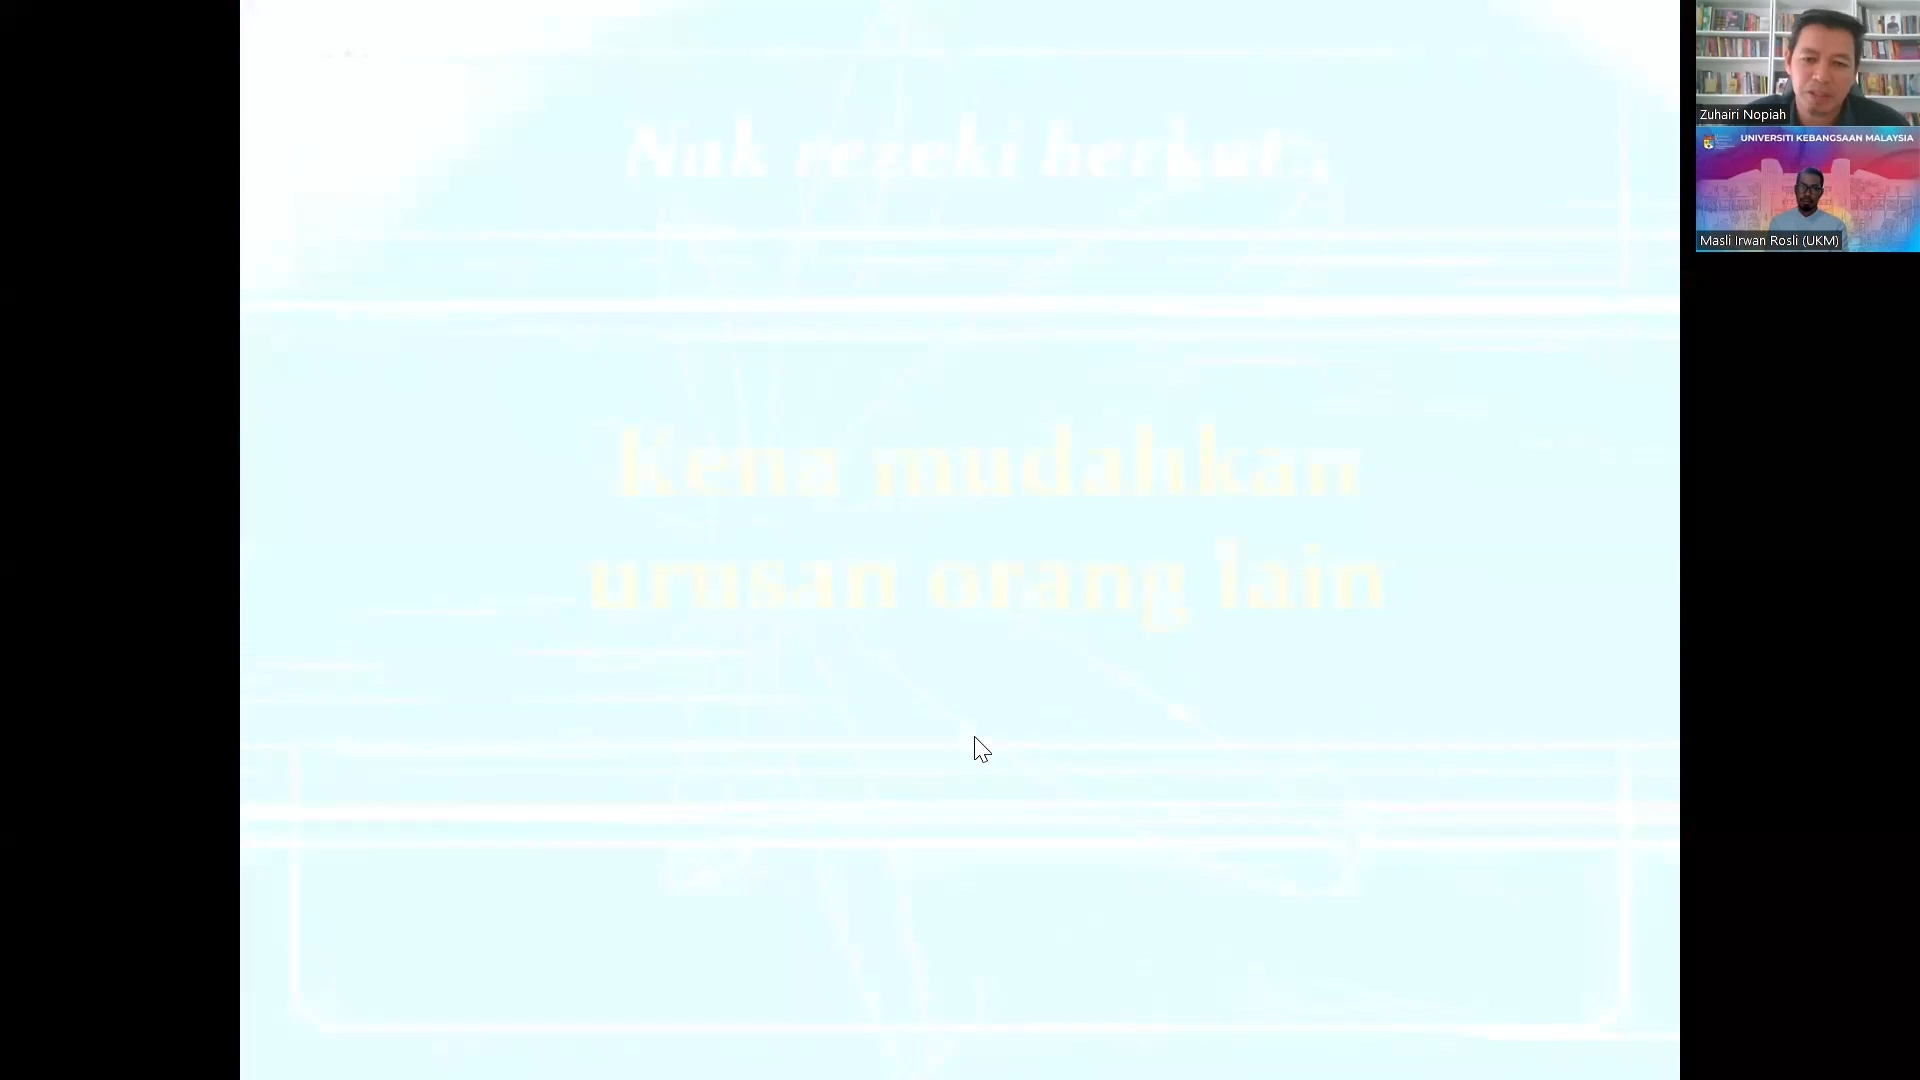 Nak rezeki berkat,
Kena mudahkan
urusan orang lain
Zuhairi Nopiah
UNIVERSITI KEBANGSAAN MALAYSIA
Masli Irwan Rosli (UKM)